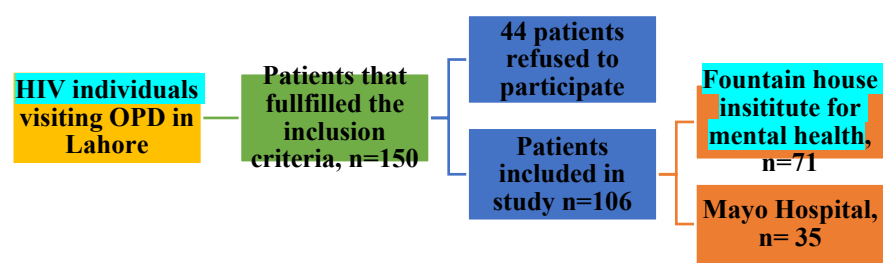 HIV individuals
visiting OPD in
Lahore
Patients that
fullfilled the
inclusion
criteria, n=150
44 patients
refused to
participate
Patients
included in
study n=106
Fountain house
insititute for
mental health,
n=71
Mayo Hospital,
n= 35